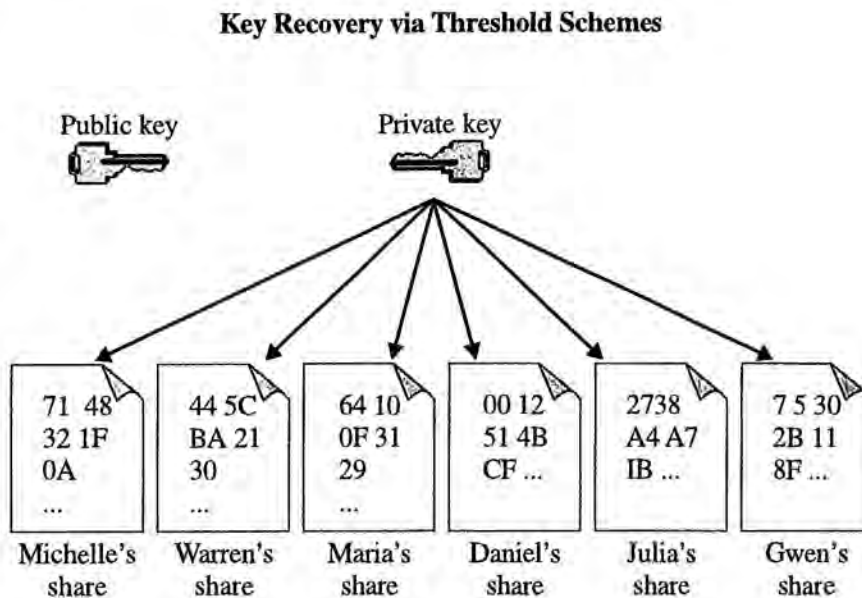 Key Recovery via Threshold Schemes
Public key
Private key
71 48
32 1F
0A
...
44 5C
BA 21
30
...
64 10
0F 31
29
...
00 12
51 4B
CF ...
2738
A4 A7
IB ...
7 5 30
2B 11
8F ...
Michelle's
share
Warren's
share
Maria's
share
Daniel's
share
Julia's
share
Gwen's
share